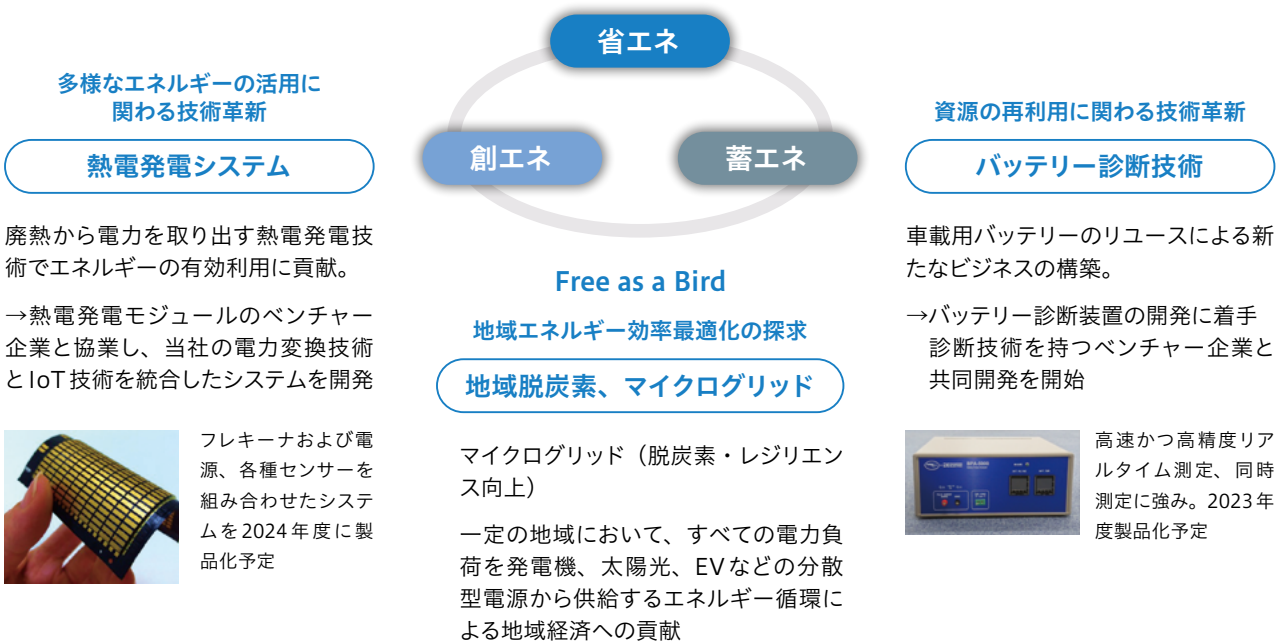 省エネ
創エネ
蓄エネ
多様なエネルギーの活用に
関わる技術革新
熱電発電システム
廃熱から電力を取り出す熱電発電技
術でエネルギーの有効利用に貢献。
→熱電発電モジュールのベンチャー
企業と協業し、当社の電力変換技術
とIoT技術を統合したシステムを開発
フレキーナおよび電
源、各種センサーを
組み合わせたシステ
ムを2024年度に製
品化予定
Free as a Bird
地域エネルギー効率最適化の探求
地域脱炭素、マイクログリッド
マイクログリッド（脱炭素・レジリエン
ス向上）
一定の地域において、すべての電力負
荷を発電機、太陽光、EVなどの分散
型電源から供給するエネルギー循環に
よる地域経済への貢献
資源の再利用に関わる技術革新
バッテリー診断技術
車載用バッテリーのリユースによる新
たなビジネスの構築。
→バッテリー診断装置の開発に着手
診断技術を持つベンチャー企業と
共同開発を開始
高速かつ高精度リア
ルタイム測定、同時
測定に強み。2023年
度製品化予定